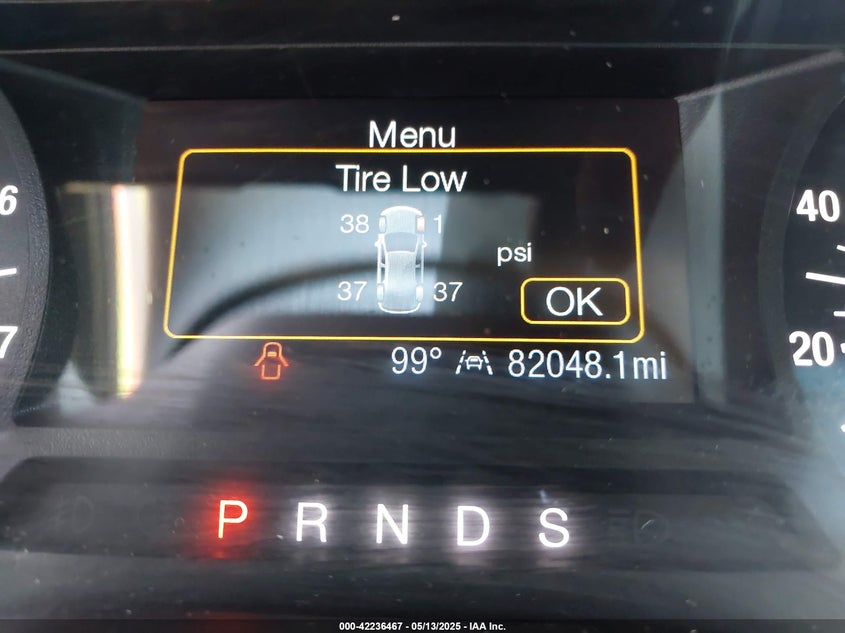 Menu
Tire Low
38 1
psi
37 37
OK
99° 82048.1mi
6
7
40
20
P R N D S
000-42236467 - 05/13/2025 - IAA Inc.